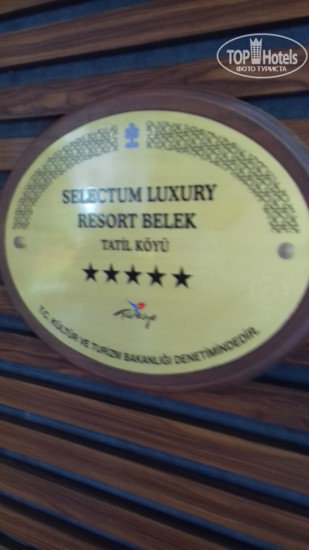 TOP Hotels
ФОТО ТУРИСТА
SELECTUM LUXURY
RESORT BELEK
TATİL KÖYÜ
Türkiye
T.C. KÜLTÜR VE TURİZM BAKANLIĞI DENETİMİNDEDİR.